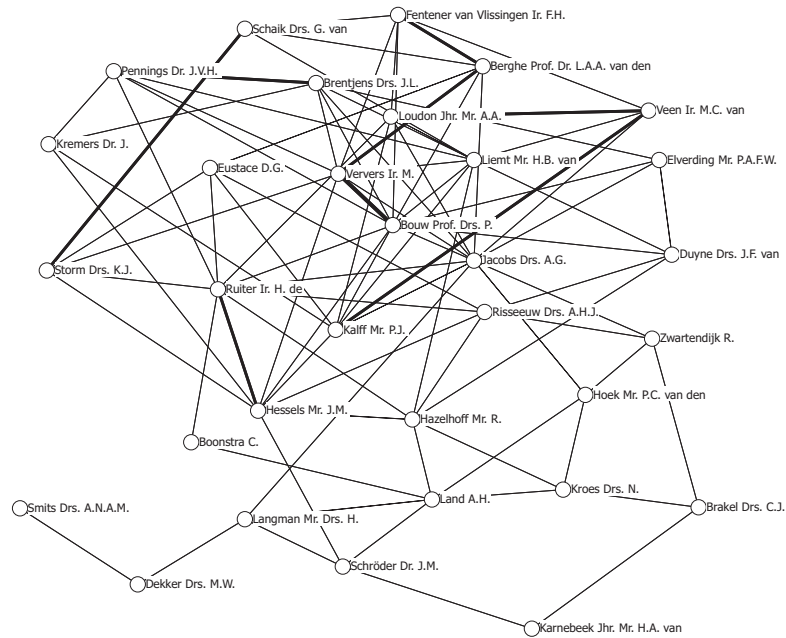 Fentener van Vlissingen Ir. F.H.
Schaik Drs. G. van
Berghe Prof. Dr. L.A.A. van den
Pennings Dr. J.V.H.
Brentjens Drs. J.L.
Loudon Jhr. Mr. A.A.
Veen Ir. M.C. van
Kremers Dr. J.
Eustace D.G.
Ververs Ir. M.
Liemt Mr. H.B. van
Elverding Mr. P.A.F.W.
Bouw Prof. Drs. P.
Storm Drs. K.J.
Jacobs Drs. A.G.
Duyne Drs. J.F. van
Ruiter Ir. H. de
Risseeuw Drs. A.H.J.
Kalff Mr. P.J.
Zwartendijk R.
Hoek Mr. P.C. van den
Hessels Mr. J.M.
Hazelhoff Mr. R.
Boonstra C.
Kroes Drs. N.
Land A.H.
Smits Drs. A.N.A.M.
Langman Mr. Drs. H.
Brakel Drs. C.J.
Schröder Dr. J.M.
Dekker Drs. M.W.
Karnebeek Jhr. Mr. H.A. van